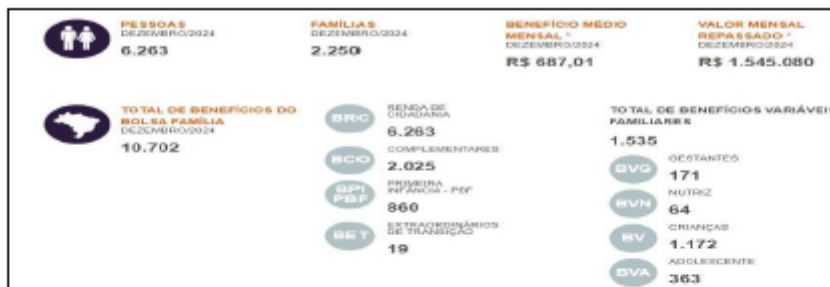 PESSOAS
DEZEMBRO/2024
6.263
FAMÍLIAS
DEZEMBRO/2024
2.250
BENEFÍCIO MÉDIO
MENSAL *
DEZEMBRO/2024
R$ 687,01
VALOR MENSAL
REPASSADO *
DEZEMBRO/2024
R$ 1.545.080
TOTAL DE BENEFÍCIOS DO
BOLSA FAMÍLIA
DEZEMBRO/2024
10.702
BRC
RENDA DE
CIDADANIA
6.263
BCO
COMPLEMENTARES
2.025
BPI
PBF
PRIMEIRA
INFÂNCIA - PBF
860
BET
EXTRAORDINÁRIOS
DE TRANSIÇÃO
19
TOTAL DE BENEFÍCIOS VARIÁVEI
FAMILIARES
1.535
BVG
GESTANTES
171
BVN
NUTRIZ
64
BV
CRIANÇAS
1.172
BVA
ADOLESCENTE
363